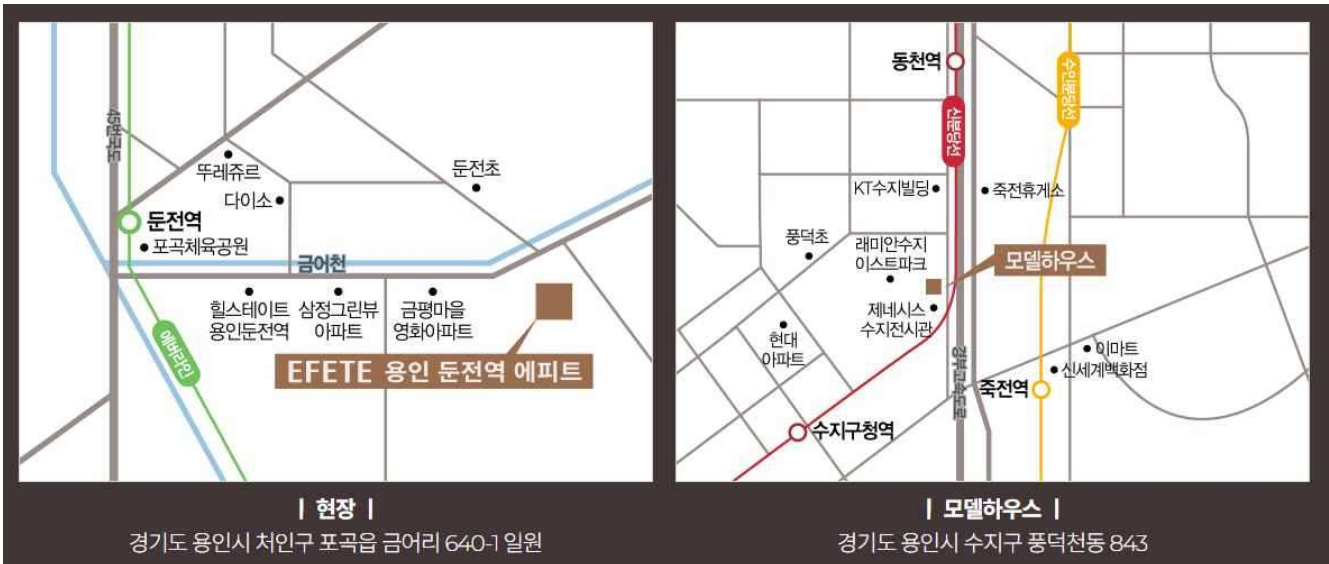 45번국도
뚜레쥬르
다이소
둔전초
둔전역
포곡체육공원
금어천
힐스테이트
용인둔전역
삼정그린뷰
아파트
금평마을
영화아파트
에버라인
EFETE 용인 둔전역 에피트
| 현장 |
경기도 용인시 처인구 포곡읍 금어리 640-1 일원
동천역
신분당선
수인분당선
KT수지빌딩
죽전휴게소
풍덕초
래미안수지
이스트파크
모델하우스
제네시스
수지전시관
현대
아파트
경부고속도로
이마트
신세계백화점
죽전역
수지구청역
| 모델하우스 |
경기도 용인시 수지구 풍덕천동 843